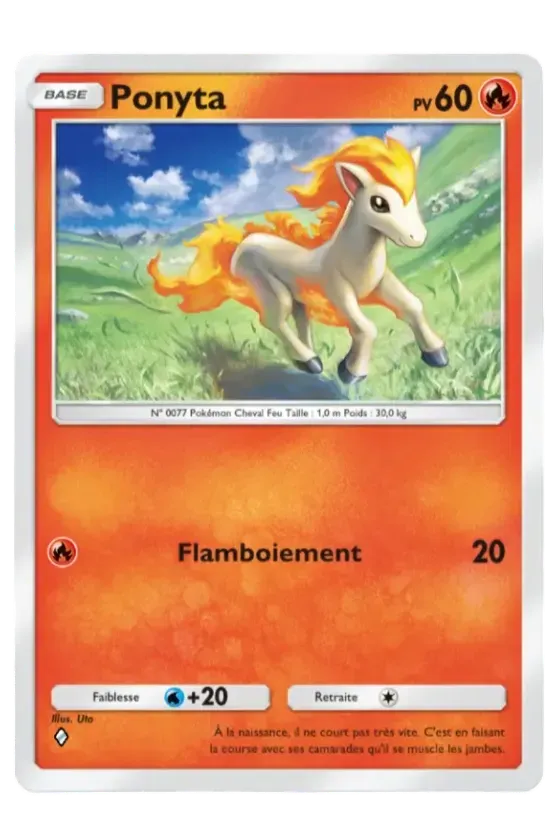 BASE Ponyta PV 60
N° 0077 Pokémon Cheval Feu Taille : 1,0 m Poids : 30,0 kg
Flamboiement 20
Faiblesse +20 Retraite
Illus. Uta
À la naissance, il ne court pas très vite. C'est en faisant
la course avec ses camarades qu'il se muscle les jambes.